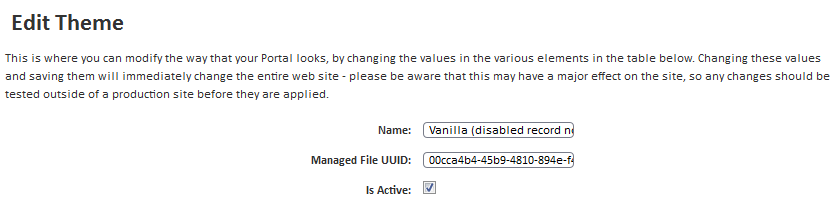 Edit Theme
This is where you can modify the way that your Portal looks, by changing the values in the various elements in the table below. Changing these values
and saving them will immediately change the entire web site - please be aware that this may have a major effect on the site, so any changes should be
tested outside of a production site before they are applied.
Name: Vanilla (disabled record
Managed File UUID: 00cca4b4-45b9-4810-894e-f
Is Active: